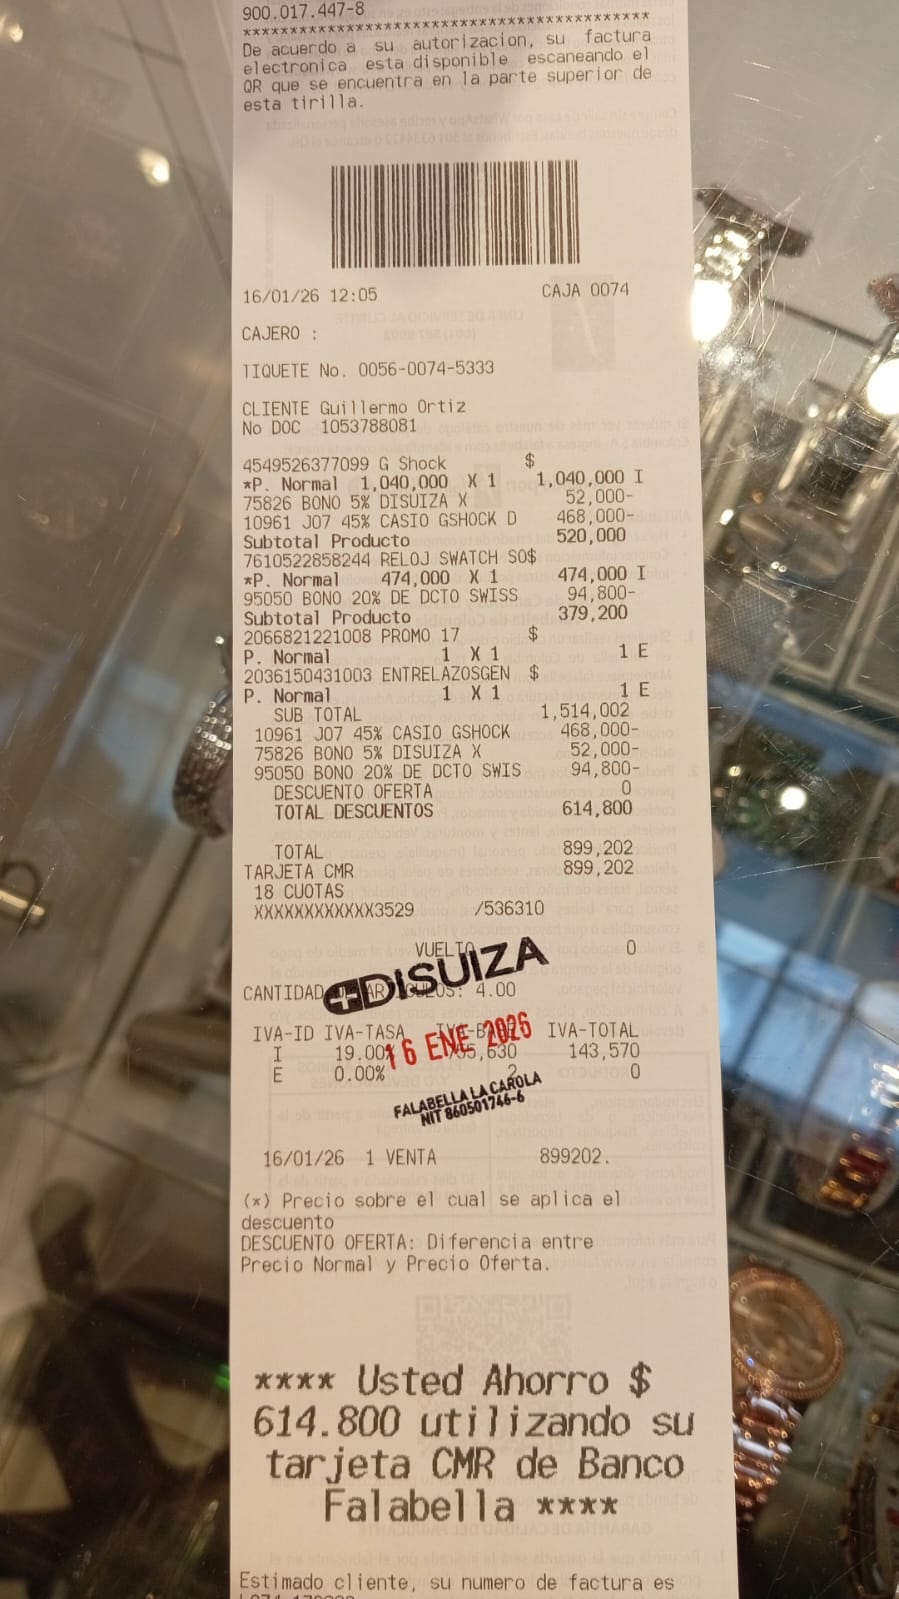 900.017.447-8
******************************************
De acuerdo a su autorizacion, su factura
electronica esta disponible escaneando el
QR que se encuentra en la parte superior de
esta tirilla.
16/01/26 12:05 CAJA 0074
CAJERO :
TIQUETE No. 0056-0074-5333
CLIENTE Guillermo Ortiz
No DOC 1053788081
4549526377099 G Shock $
*P. Normal 1,040,000 X 1 1,040,000 I
75826 BONO 5% DISUIZA X 52,000-
10961 J07 45% CASIO GSHOCK D 468,000-
Subtotal Producto 520,000
7610522858244 RELOJ SWATCH SO$
*P. Normal 474,000 X 1 474,000 I
95050 BONO 20% DE DCTO SWISS 94,800-
Subtotal Producto 379,200
2066821221008 PROMO 17 $
P. Normal 1 X 1 1 E
2036150431003 ENTRELAZOSGEN $
P. Normal 1 X 1 1 E
SUB TOTAL 1,514,002
10961 J07 45% CASIO GSHOCK 468,000-
75826 BONO 5% DISUIZA X 52,000-
95050 BONO 20% DE DCTO SWIS 94,800-
DESCUENTO OFERTA 0
TOTAL DESCUENTOS 614,800
TOTAL 899,202
TARJETA CMR 899,202
18 CUOTAS
XXXXXXXXXXXX3529 /536310
VUELTO 0
DISUIZA
CANTIDAD 4.00
IVA-ID IVA-TASA IVA-TOTAL
16 ENE 2026
I 19.00% 143,570
E 0.00% 2 0
FALABELLA LA CAROLA
NIT 860501746-6
16/01/26 1 VENTA 899202.
(*) Precio sobre el cual se aplica el
descuento
DESCUENTO OFERTA: Diferencia entre
Precio Normal y Precio Oferta.
**** Usted Ahorro $
614.800 utilizando su
tarjeta CMR de Banco
Falabella ****
Estimado cliente, su numero de factura es